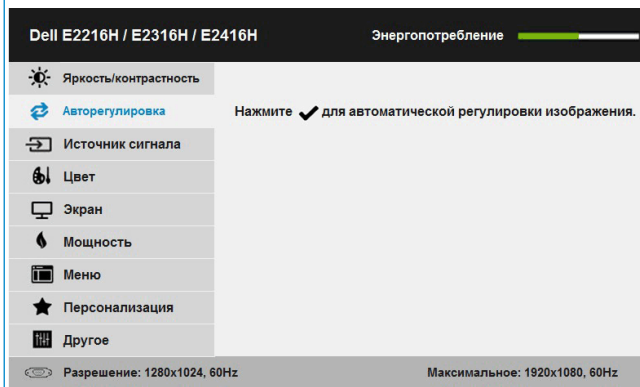 Dell E2216H / E2316H / E2416H Энергопотребление
Яркость/контрастность
Авторегулировка
Нажмите для автоматической регулировки изображения.
Источник сигнала
Цвет
Экран
Мощность
Меню
Персонализация
Другое
Разрешение: 1280x1024, 60Hz Максимальное: 1920x1080, 60Hz